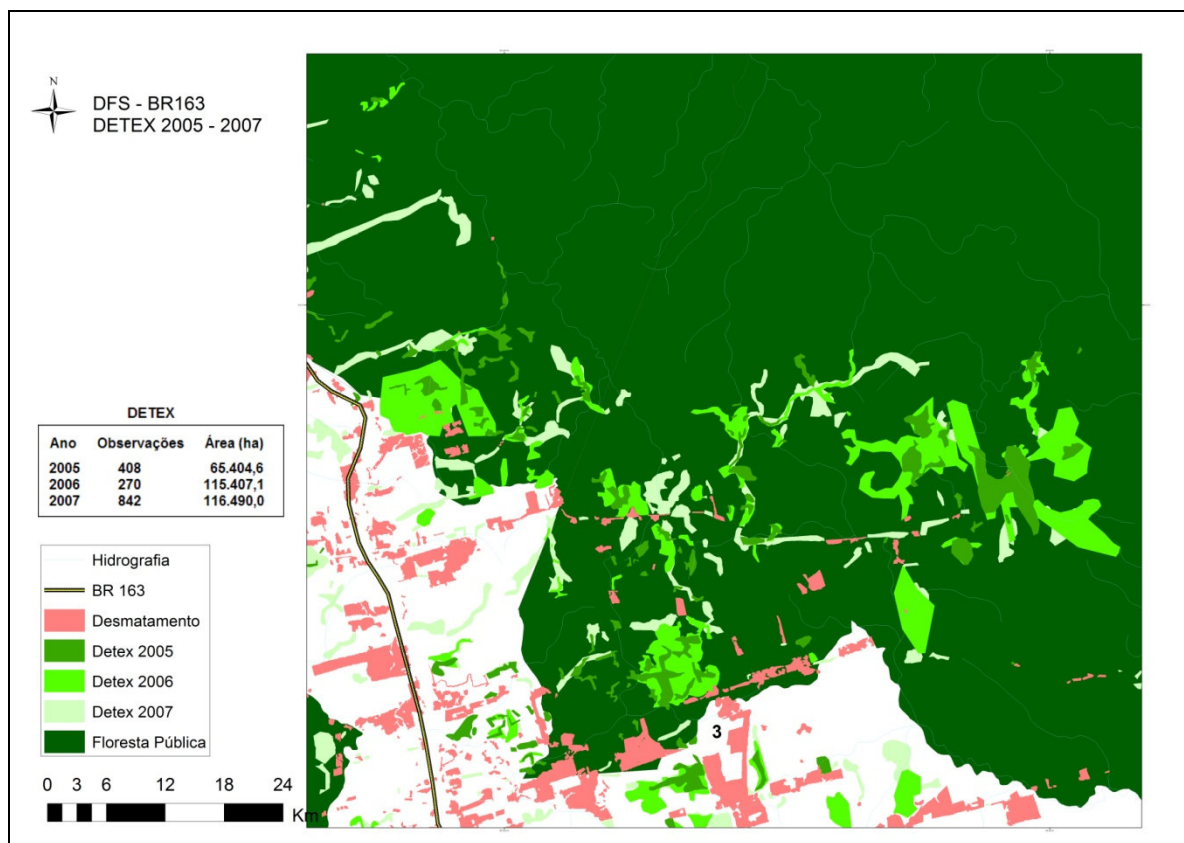 N
DFS - BR163
DETEX 2005 - 2007
DETEX
Ano Observações Área (ha)
2005 408 65.404,6
2006 270 115.407,1
2007 842 116.490,0
Hidrografia
BR 163
Desmatamento
Detex 2005
Detex 2006
Detex 2007
Floresta Pública
0 3 6 12 18 24
Km
3